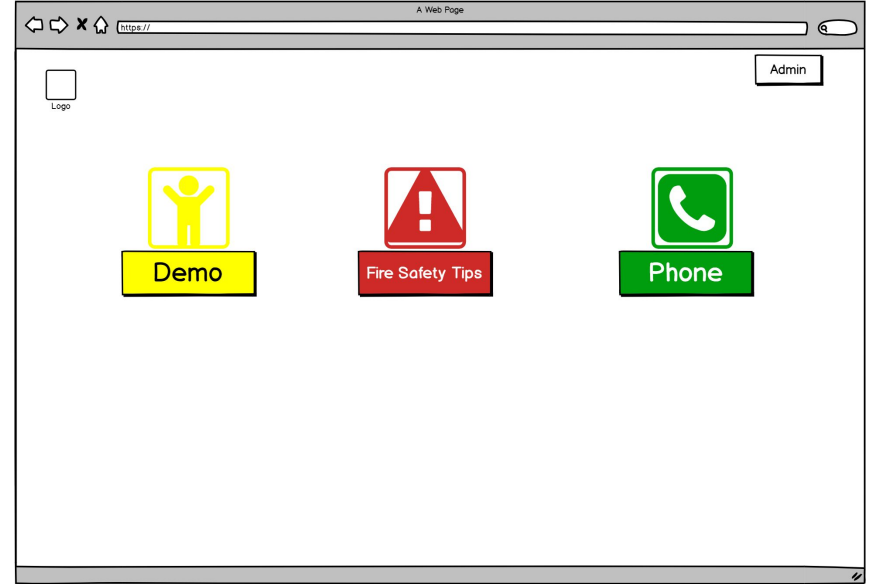 A Web Page
https://
Admin
Logo
Demo
Fire Safety Tips
Phone